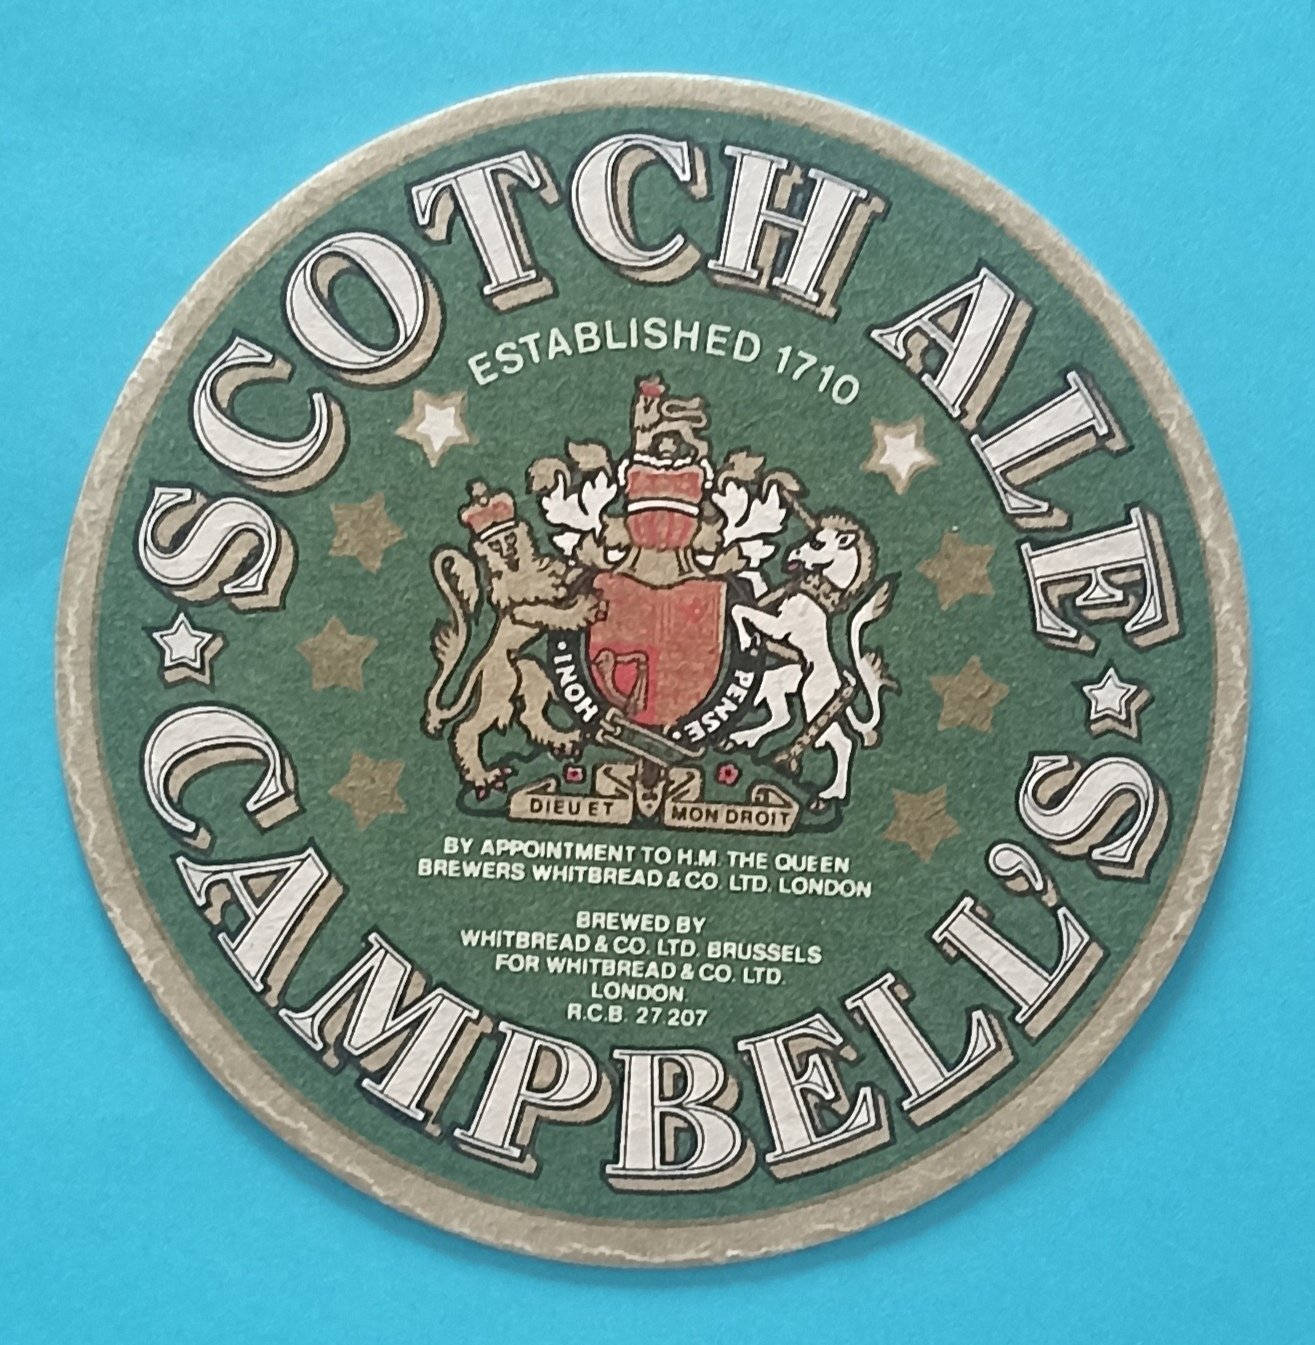 SCOTCH ALE
ESTABLISHED 1710
HONI
PENSE
DIEU ET MON DROIT
BY APPOINTMENT TO H.M. THE QUEEN
BREWERS WHITBREAD & CO. LTD. LONDON
BREWED BY
WHITBREAD & CO. LTD. BRUSSELS
FOR WHITBREAD & CO. LTD.
LONDON
R.C.B. 27 207
CAMPBELL'S